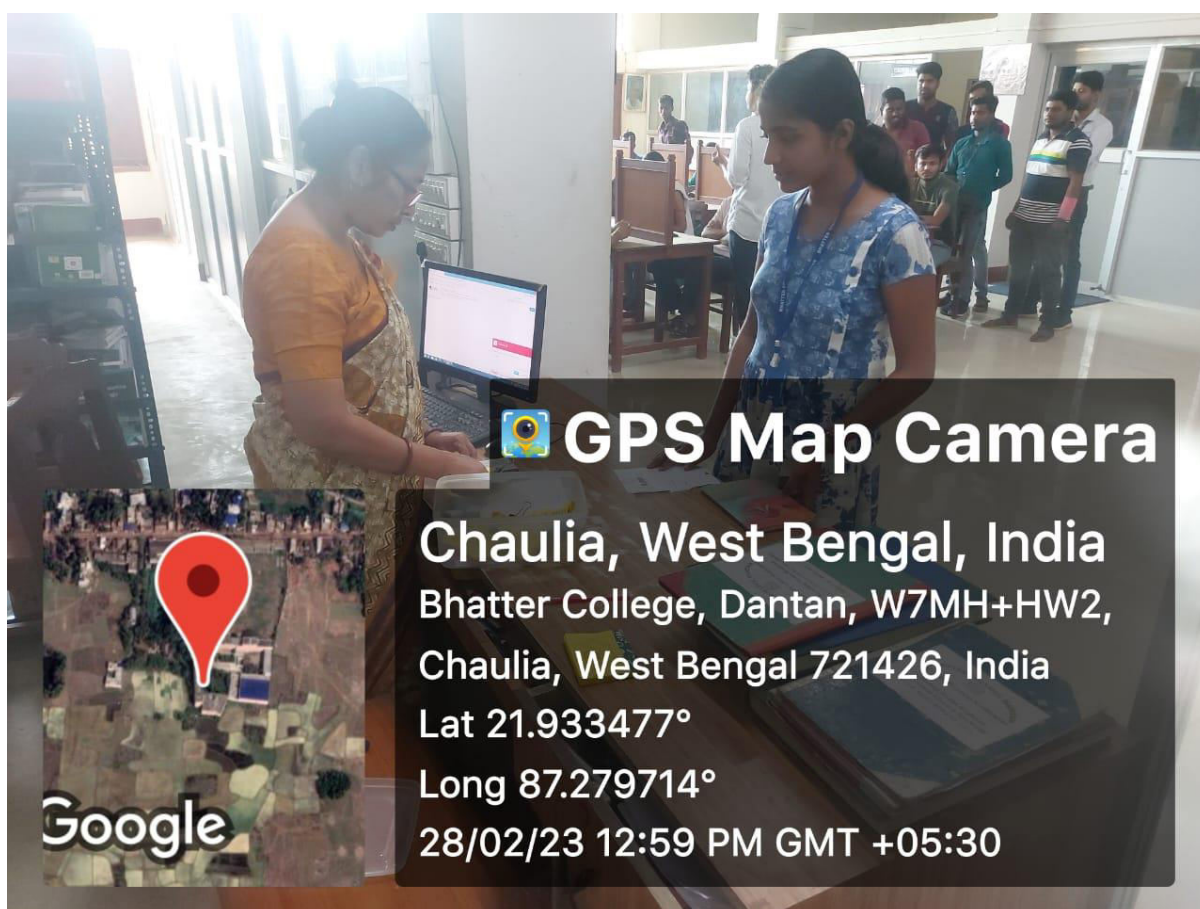 GPS Map Camera
Chaulia, West Bengal, India
Bhatter College, Dantan, W7MH+HW2,
Chaulia, West Bengal 721426, India
Lat 21.933477°
Long 87.279714°
28/02/23 12:59 PM GMT +05:30
Google